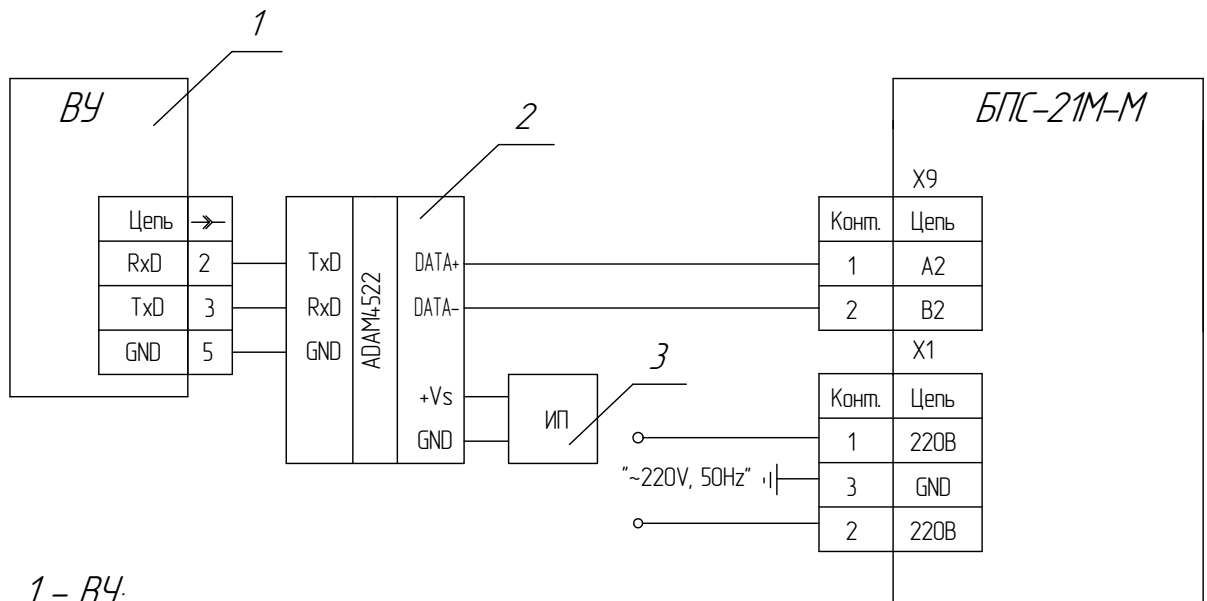 1
ВУ
БПС-21М-М
2
X9
Цепь
Конт. Цепь
RxD 2 TxD DATA+ 1 A2
TxD 3 RxD ADAM4522 DATA- 2 B2
GND 5 GND X1
3
+Vs ИП Конт. Цепь
GND 1 220В
"~220V, 50Hz" 3 GND
2 220В
1 - ВУ;